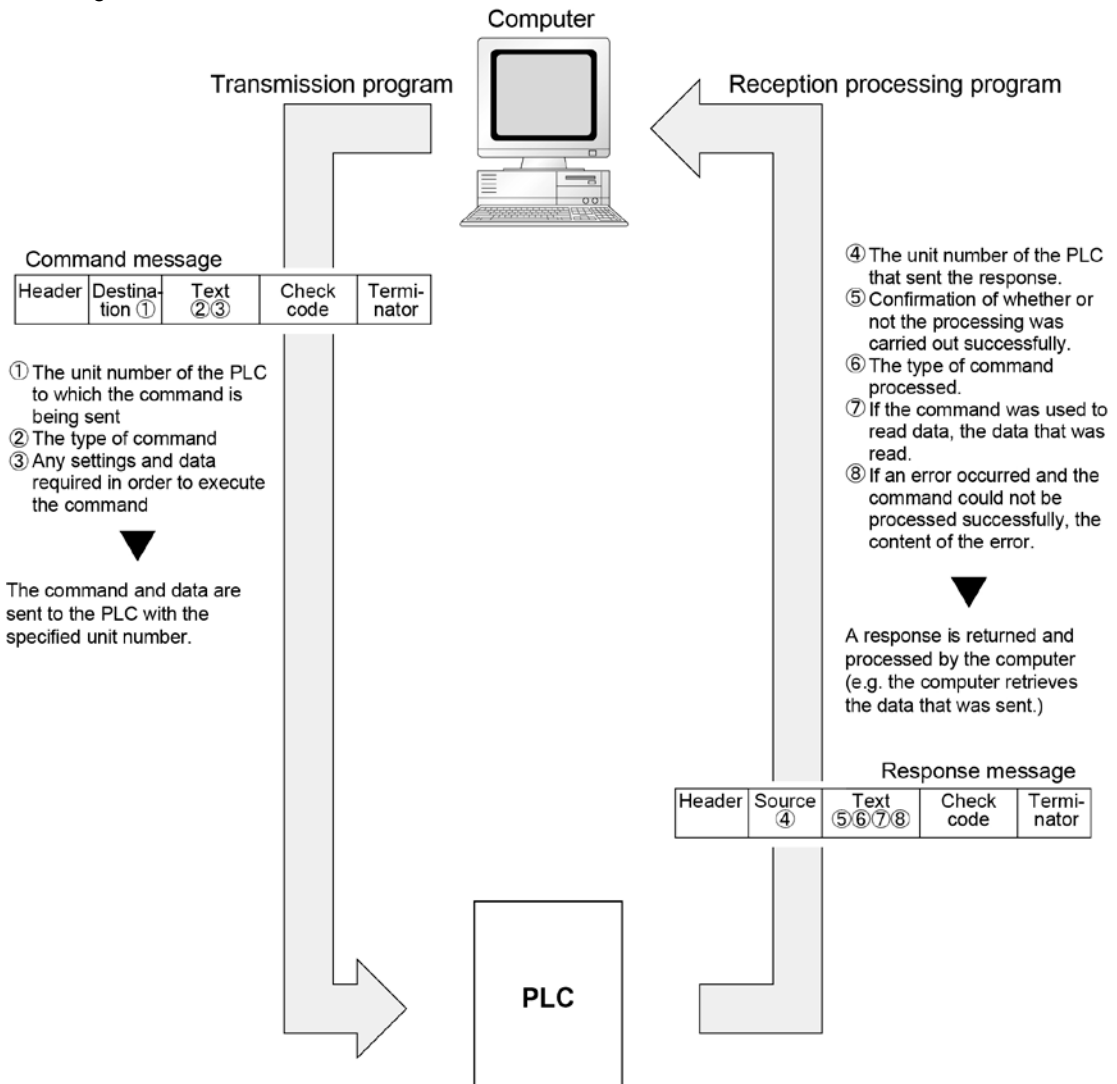 Computer
Transmission program
Reception processing program
Command message
Header
Destina-
tion ①
Text
②③
Check
code
Termi-
nator
① The unit number of the PLC
to which the command is
being sent
② The type of command
③ Any settings and data
required in order to execute
the command
The command and data are
sent to the PLC with the
specified unit number.
④ The unit number of the PLC
that sent the response.
⑤ Confirmation of whether or
not the processing was
carried out successfully.
⑥ The type of command
processed.
⑦ If the command was used to
read data, the data that was
read.
⑧ If an error occurred and the
command could not be
processed successfully, the
content of the error.
A response is returned and
processed by the computer
(e.g. the computer retrieves
the data that was sent.)
Response message
Header
Source
④
Text
⑤⑥⑦⑧
Check
code
Termi-
nator
PLC